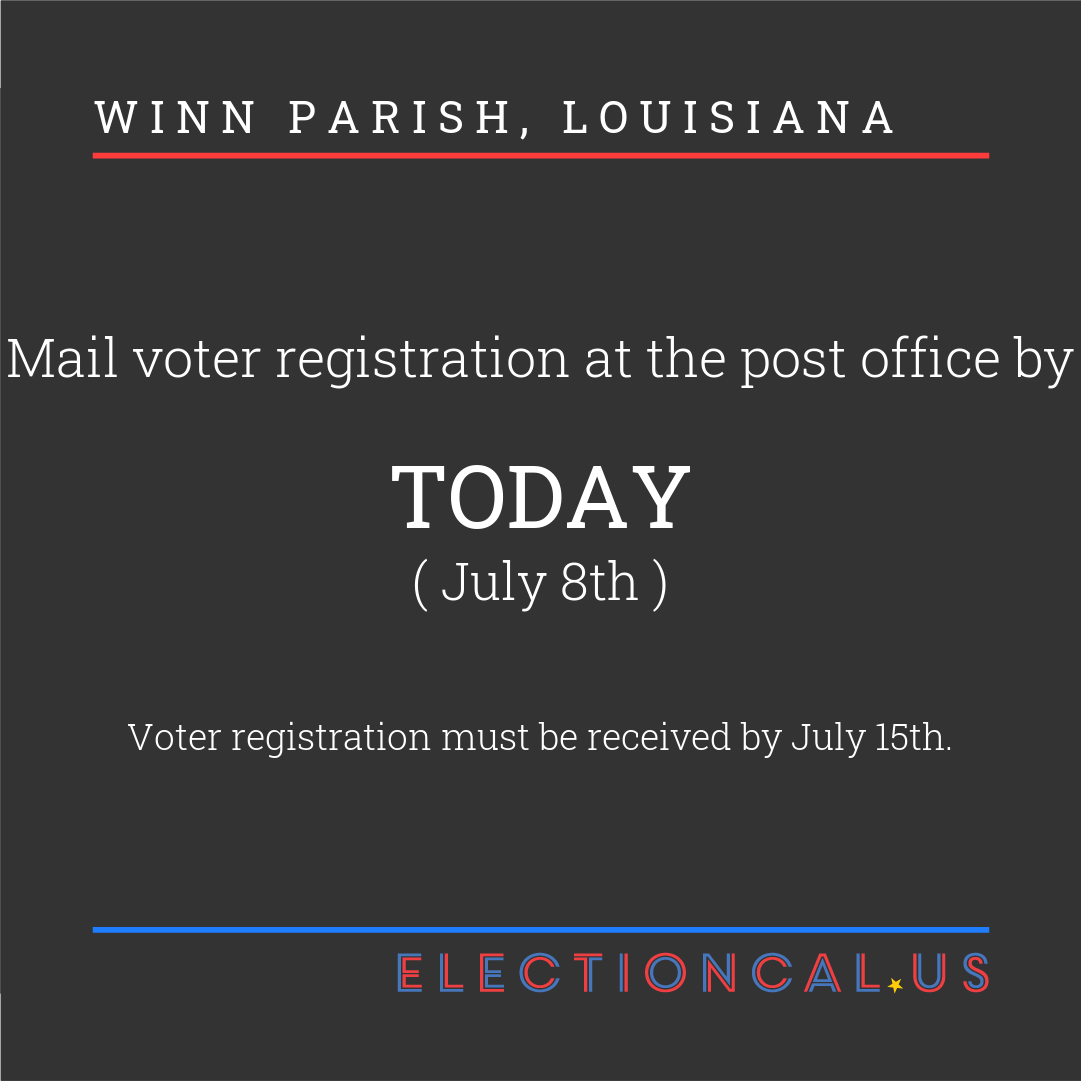 WINN PARISH, LOUISIANA
Mail voter registration at the post office by
TODAY
( July 8th )
Voter registration must be received by July 15th.
ELECTIONCAL.US